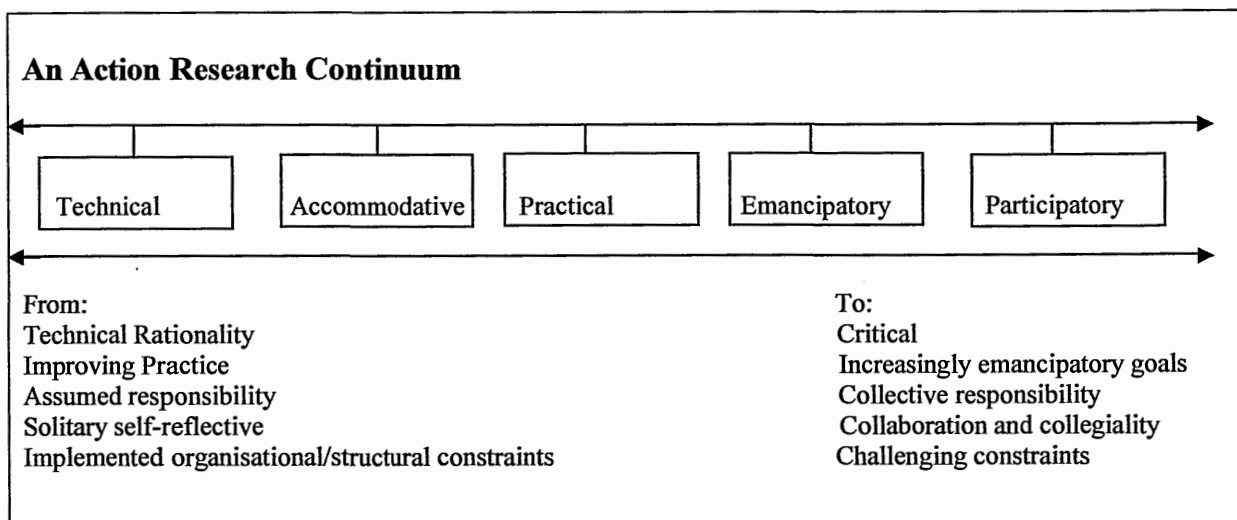 An Action Research Continuum
Technical
Accommodative
Practical
Emancipatory
Participatory
From:
Technical Rationality
Improving Practice
Assumed responsibility
Solitary self-reflective
Implemented organisational/structural constraints
To:
Critical
Increasingly emancipatory goals
Collective responsibility
Collaboration and collegiality
Challenging constraints